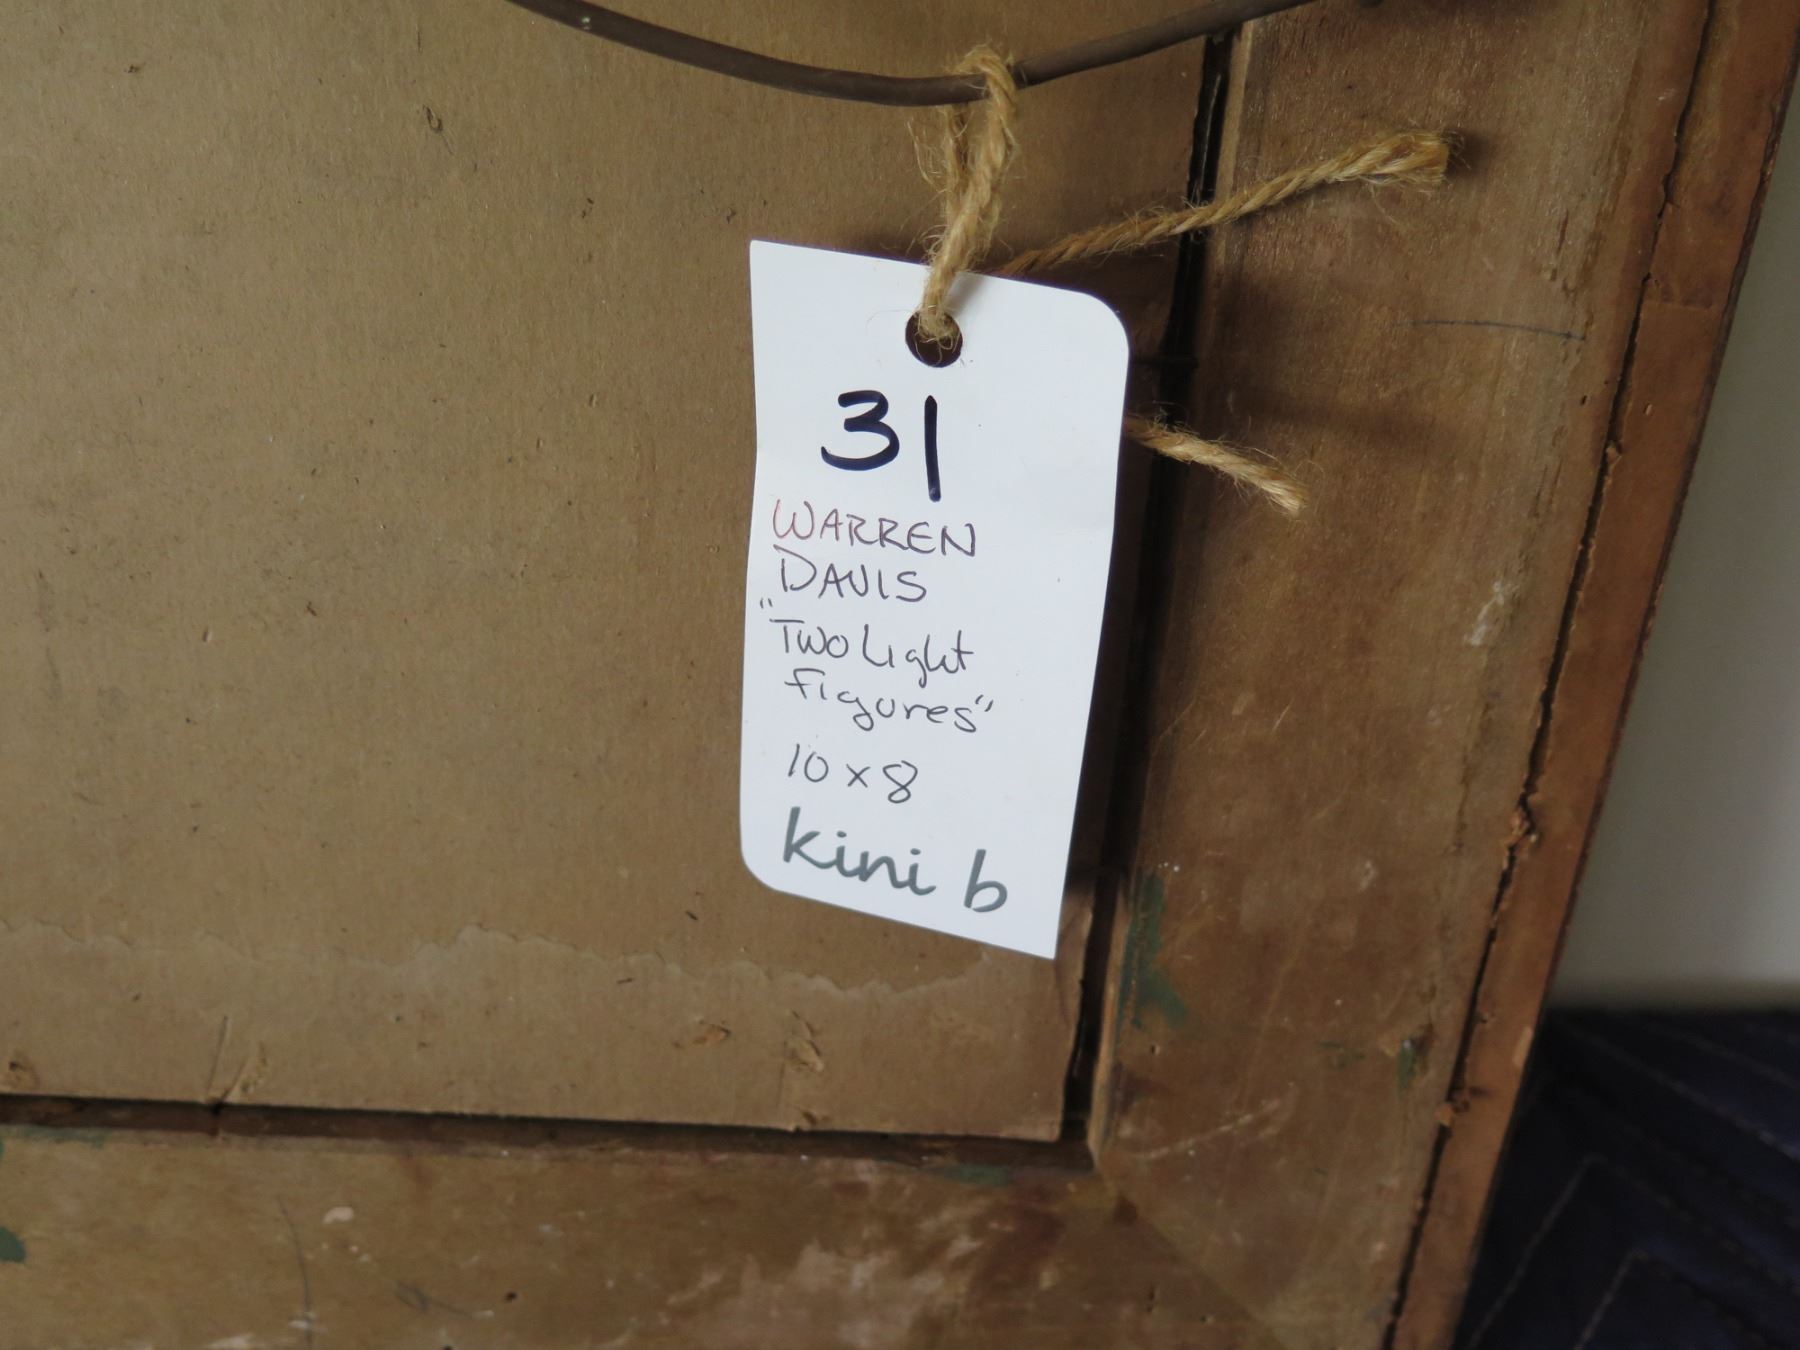 31
WARREN
DAVIS
"Two Light
figures"
10 x 8
kini b